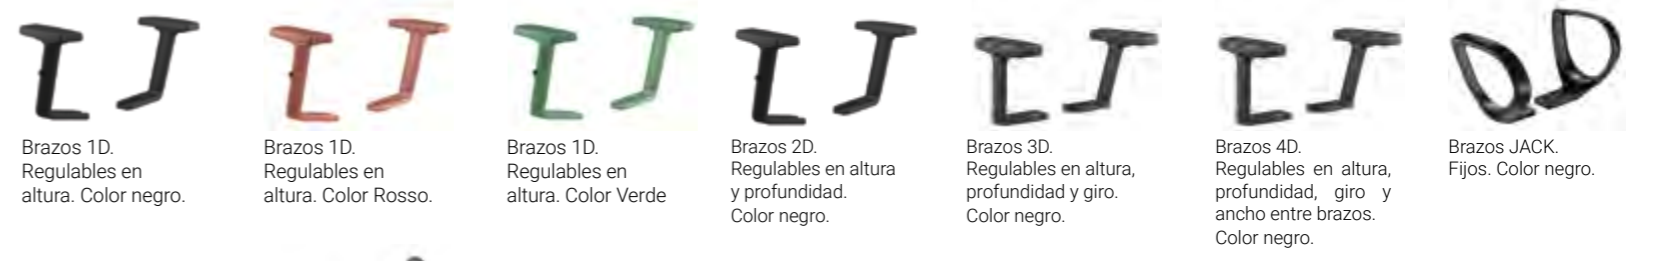 Brazos 1D.
Regulables en
altura. Color negro.
Brazos 1D.
Regulables en
altura. Color Rosso.
Brazos 1D.
Regulables en
altura. Color Verde
Brazos 2D.
Regulables en altura
y profundidad.
Color negro.
Brazos 3D.
Regulables en altura,
profundidad y giro.
Color negro.
Brazos 4D.
Regulables en altura,
profundidad, giro y
ancho entre brazos.
Color negro.
Brazos JACK.
Fijos. Color negro.